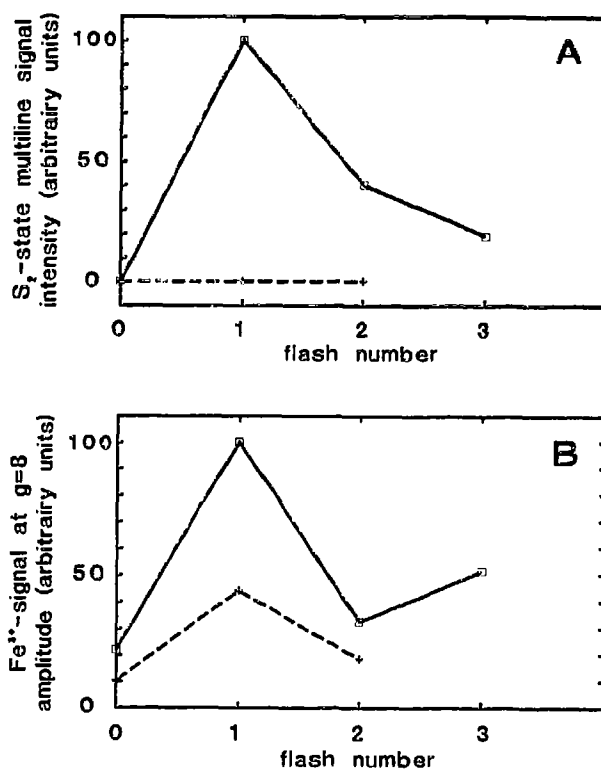 A
S₂-state multiline signal
intensity (arbitrairy units)
100
50
0
0 1 2 3
flash number
B
Fe³⁺-signal at g=8
amplitude (arbitrairy units)
100
50
0
0 1 2 3
flash number